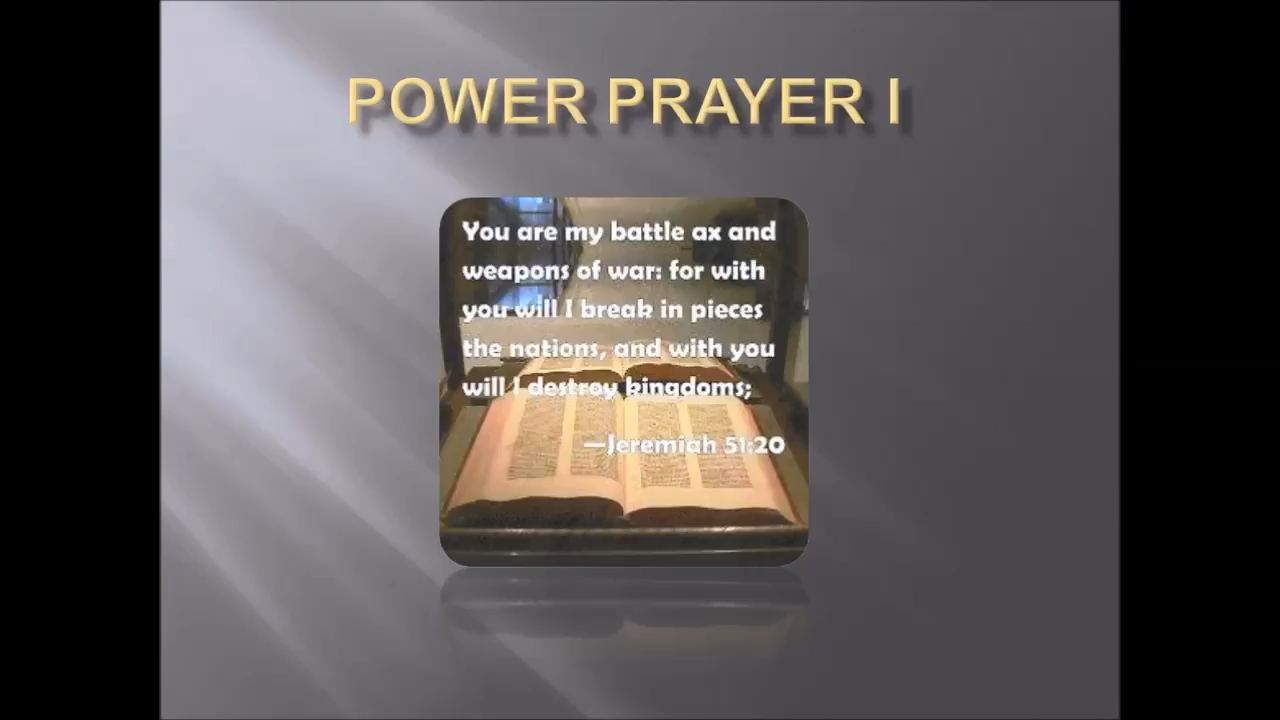 POWER PRAYER I
You are my battle ax and
weapons of war: for with
you will I break in pieces
the nations, and with you
will I destroy kingdoms;
—Jeremiah 51:20